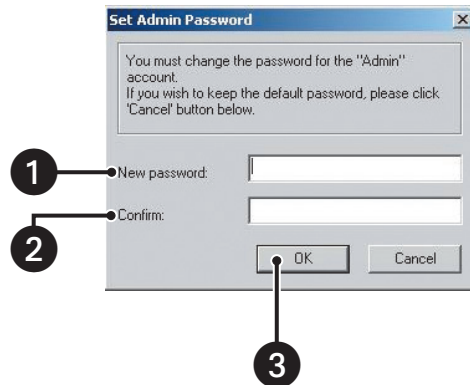 Set Admin Password
You must change the password for the "Admin"
account.
If you wish to keep the default password, please click
'Cancel' button below.
1
New password:
2
Confirm:
OK
Cancel
3